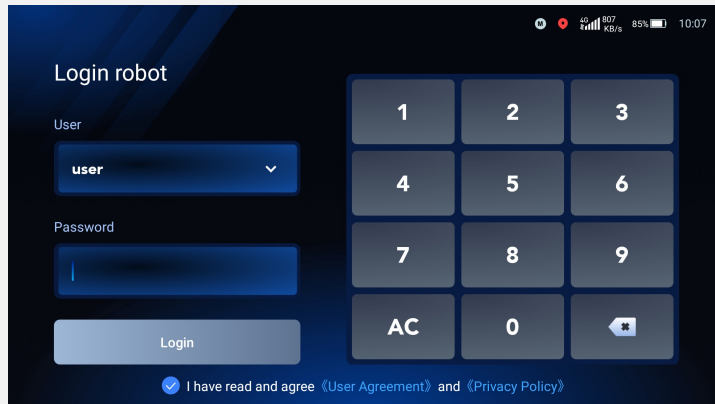 M 4G 807 KB/s 85% 10:07
Login robot
User
user
Password
Login
1 2 3
4 5 6
7 8 9
AC 0
I have read and agree 《User Agreement》 and 《Privacy Policy》